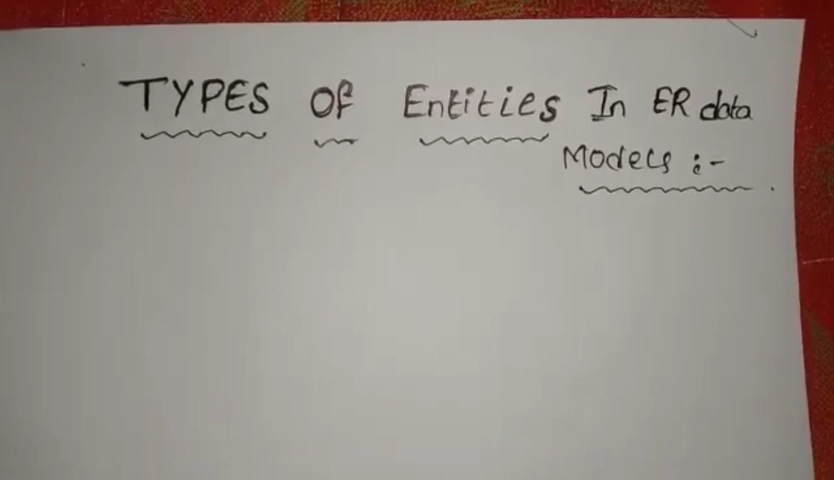 TYPES Of Entities In ER data
Models :-